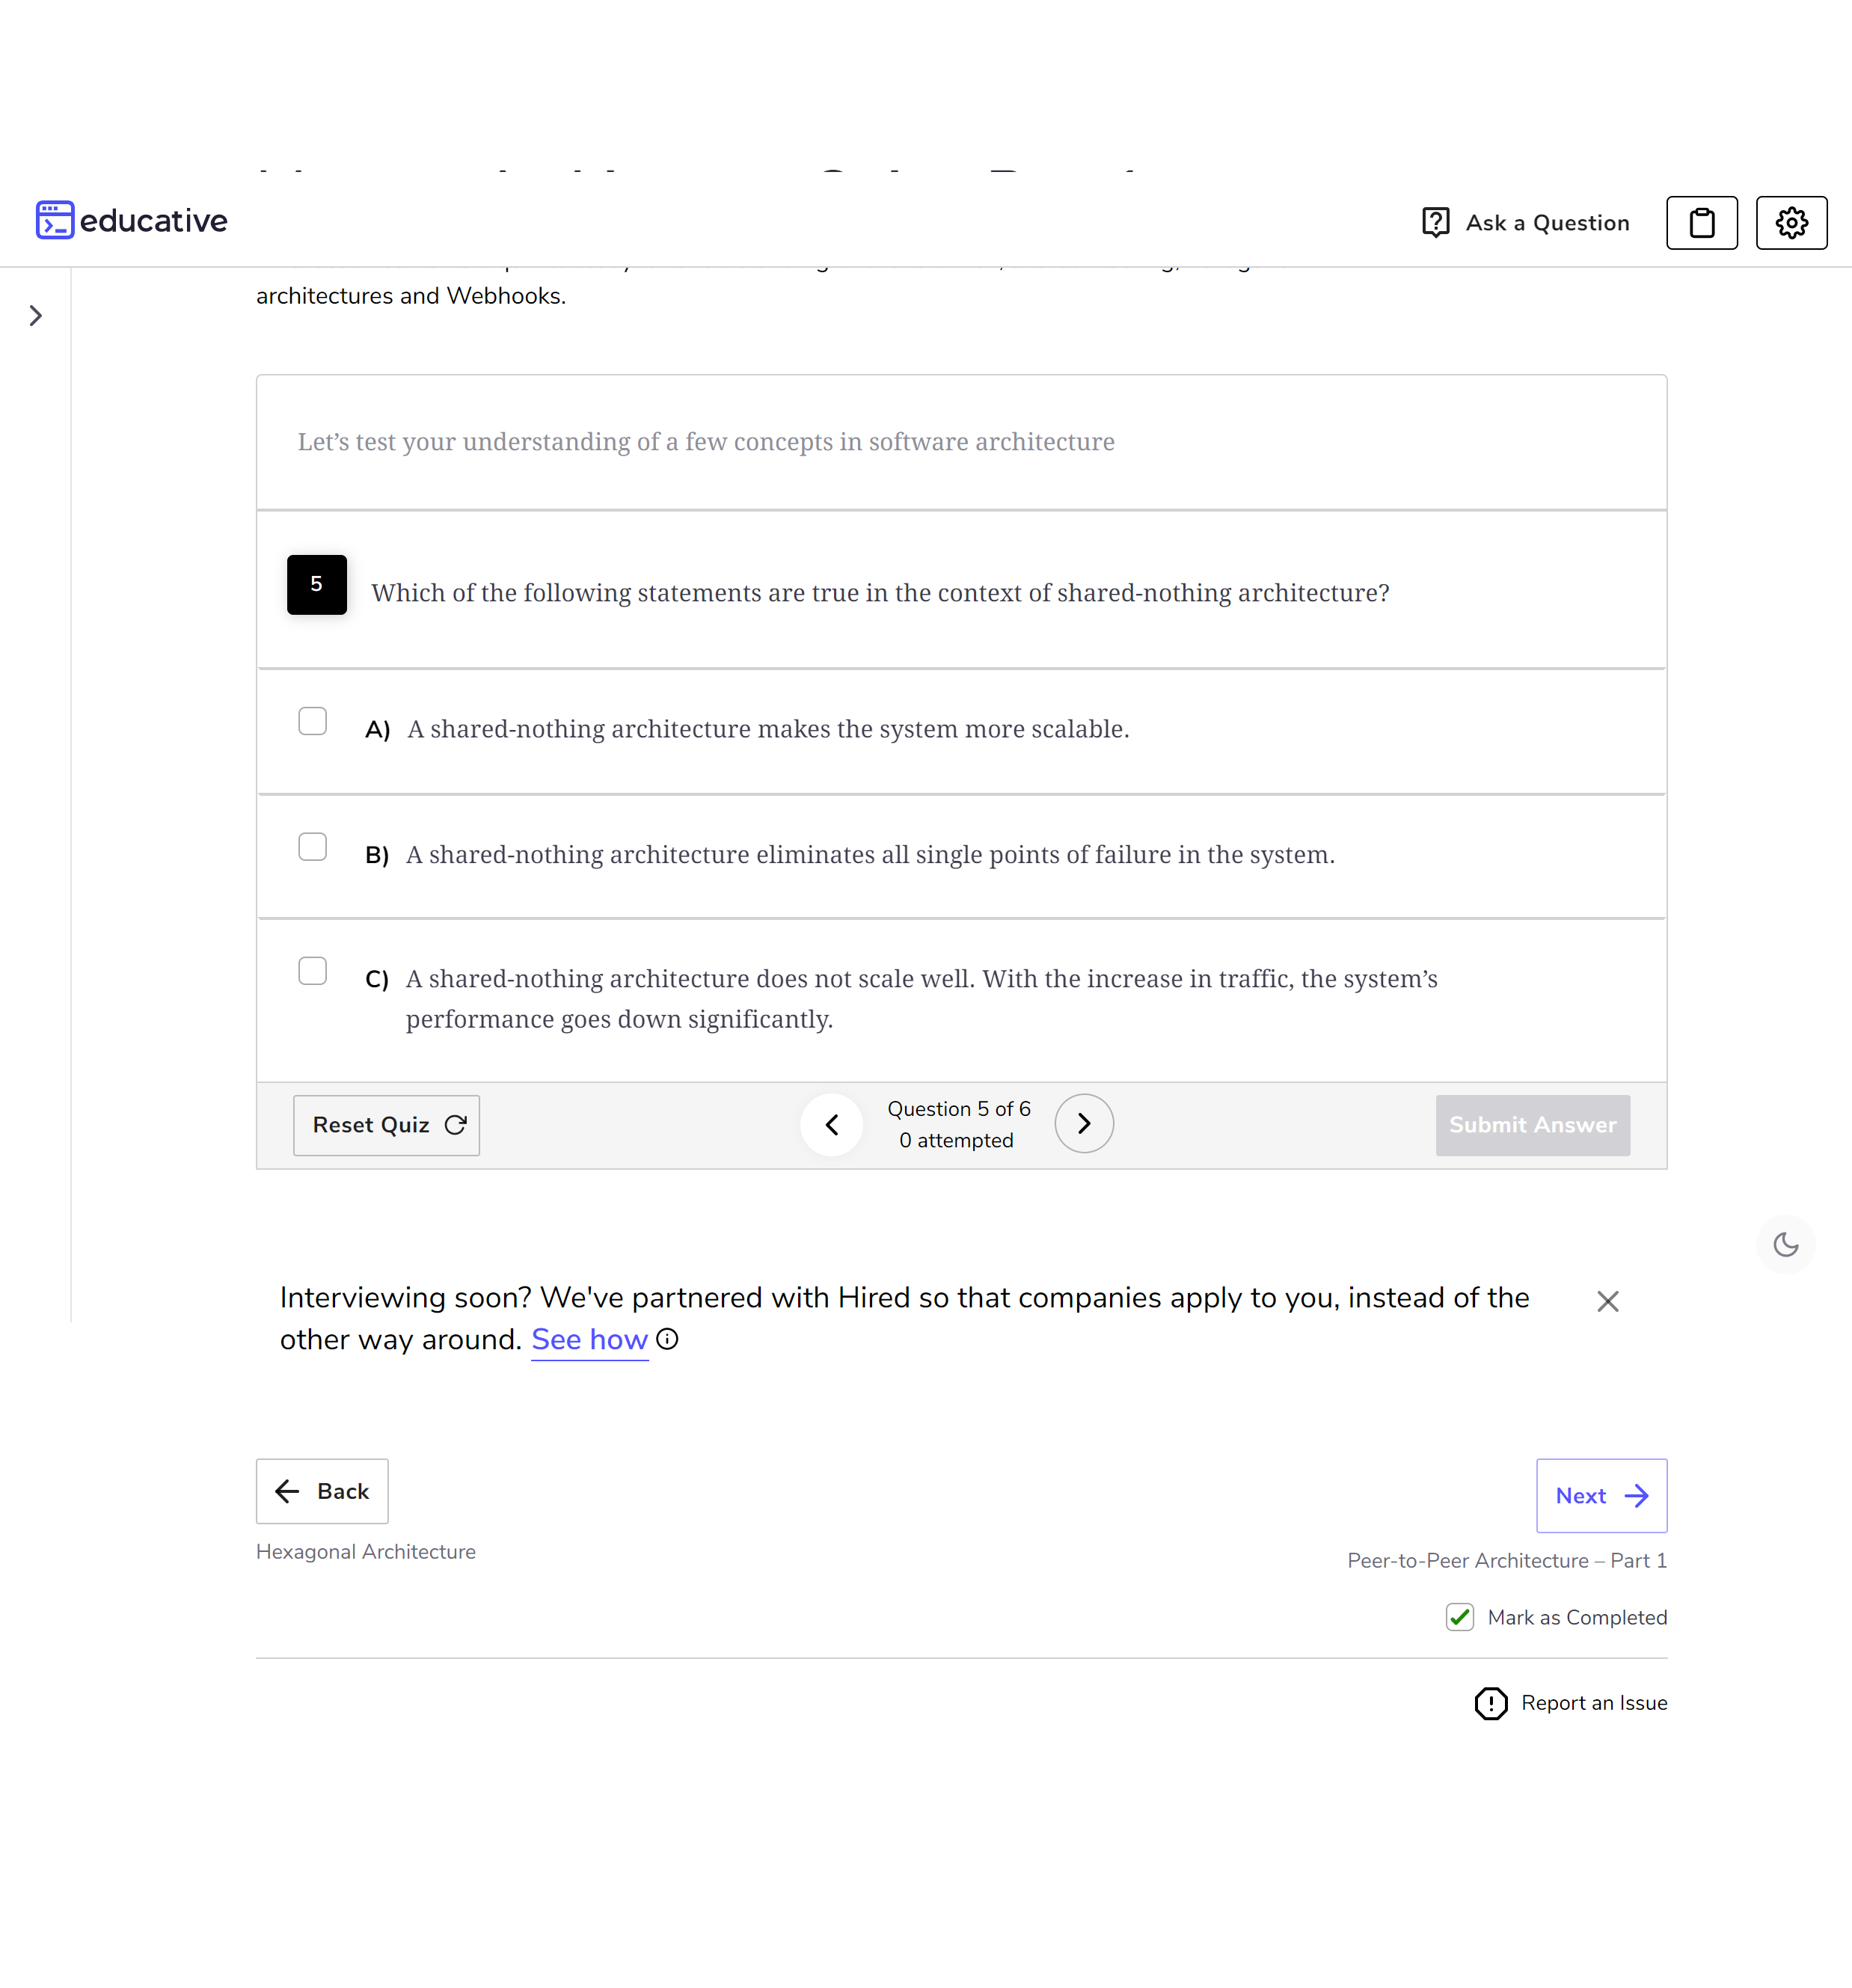 educative
Ask a Question
architectures and Webhooks.
Let’s test your understanding of a few concepts in software architecture
5
Which of the following statements are true in the context of shared-nothing architecture?
A) A shared-nothing architecture makes the system more scalable.
B) A shared-nothing architecture eliminates all single points of failure in the system.
C) A shared-nothing architecture does not scale well. With the increase in traffic, the system’s
performance goes down significantly.
Reset Quiz
Question 5 of 6
0 attempted
Submit Answer
Interviewing soon? We've partnered with Hired so that companies apply to you, instead of the
other way around. See how
Back
Next
Hexagonal Architecture
Peer-to-Peer Architecture – Part 1
Mark as Completed
Report an Issue